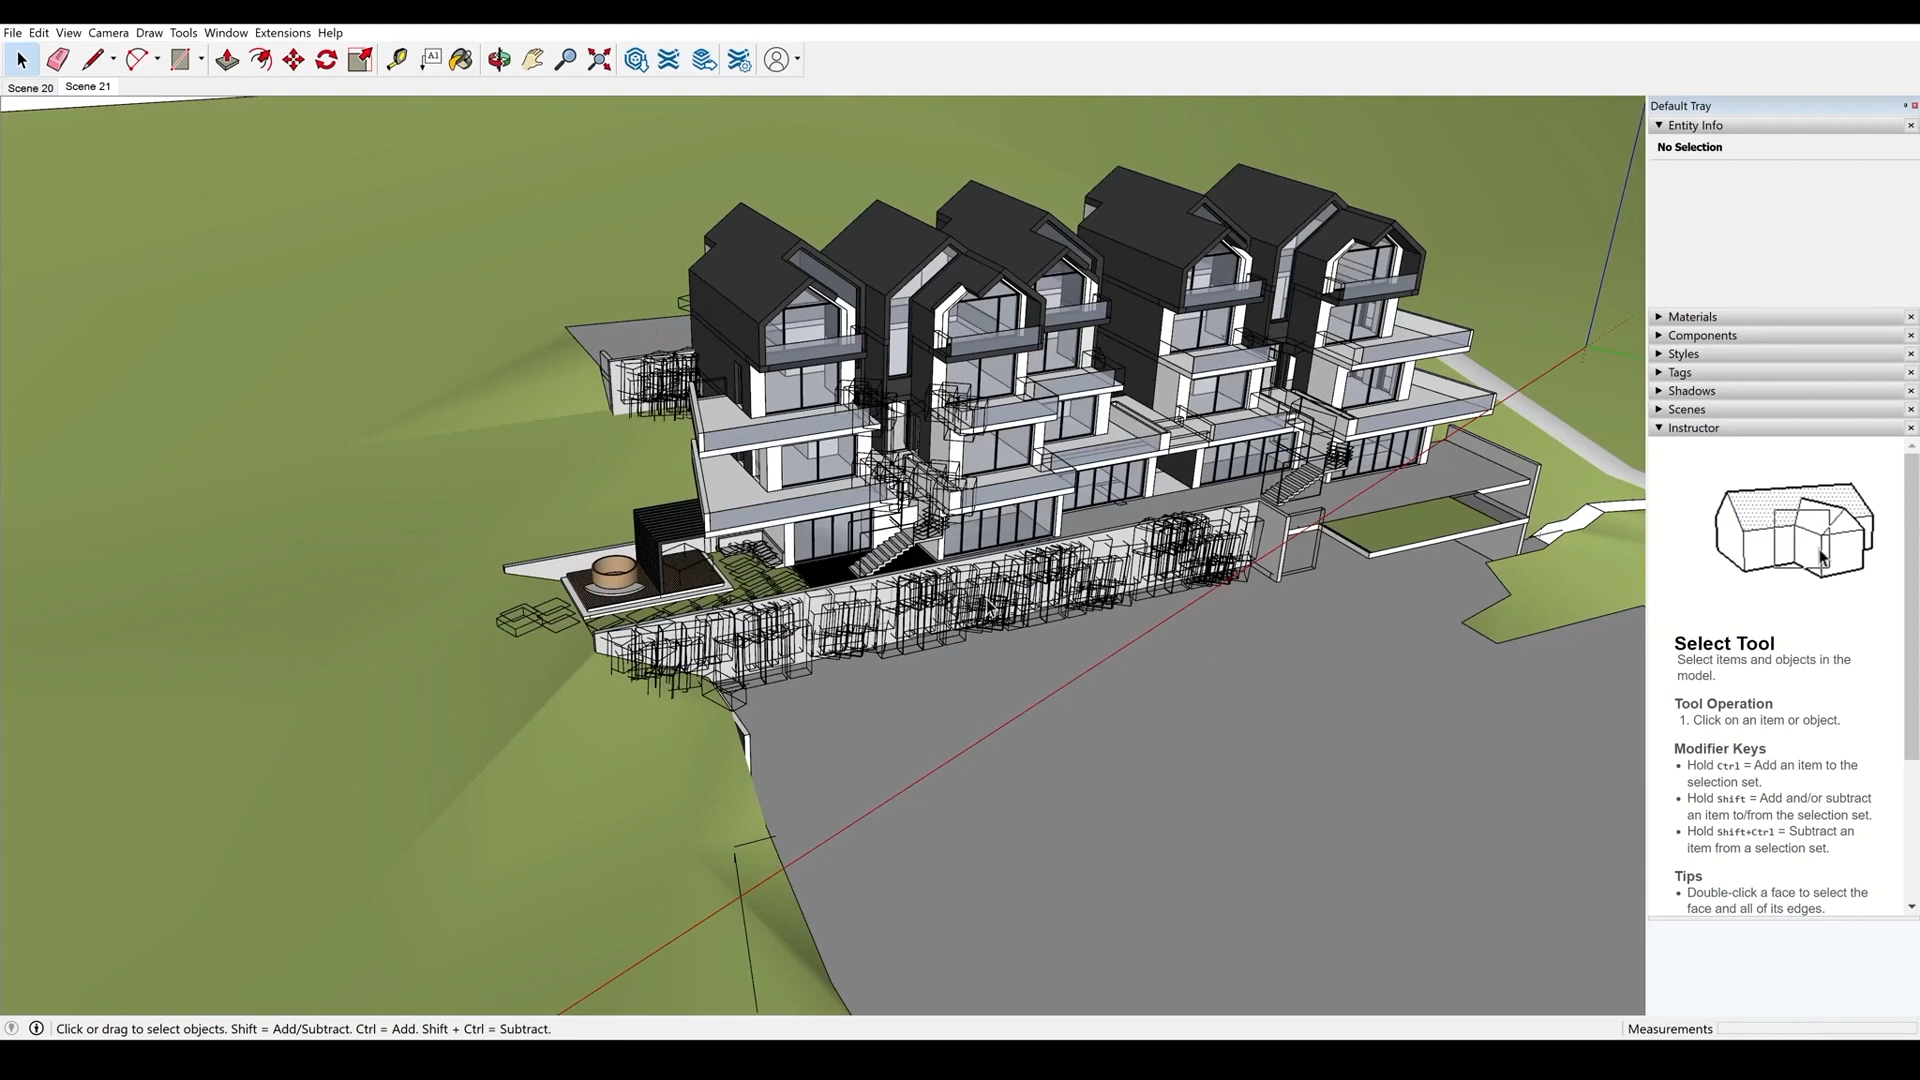 File Edit View Camera Draw Tools Window Extensions Help
A1
Scene 20 Scene 21
Default Tray
Entity Info
No Selection
Materials
Components
Styles
Tags
Shadows
Scenes
Instructor
Select Tool
Select items and objects in the
model.
Tool Operation
1. Click on an item or object.
Modifier Keys
• Hold Ctrl = Add an item to the
selection set.
• Hold Shift = Add and/or subtract
an item to/from the selection set.
• Hold Shift+Ctrl = Subtract an
item from a selection set.
Tips
• Double-click a face to select the
face and all of its edges.
Click or drag to select objects. Shift = Add/Subtract. Ctrl = Add. Shift + Ctrl = Subtract.
Measurements